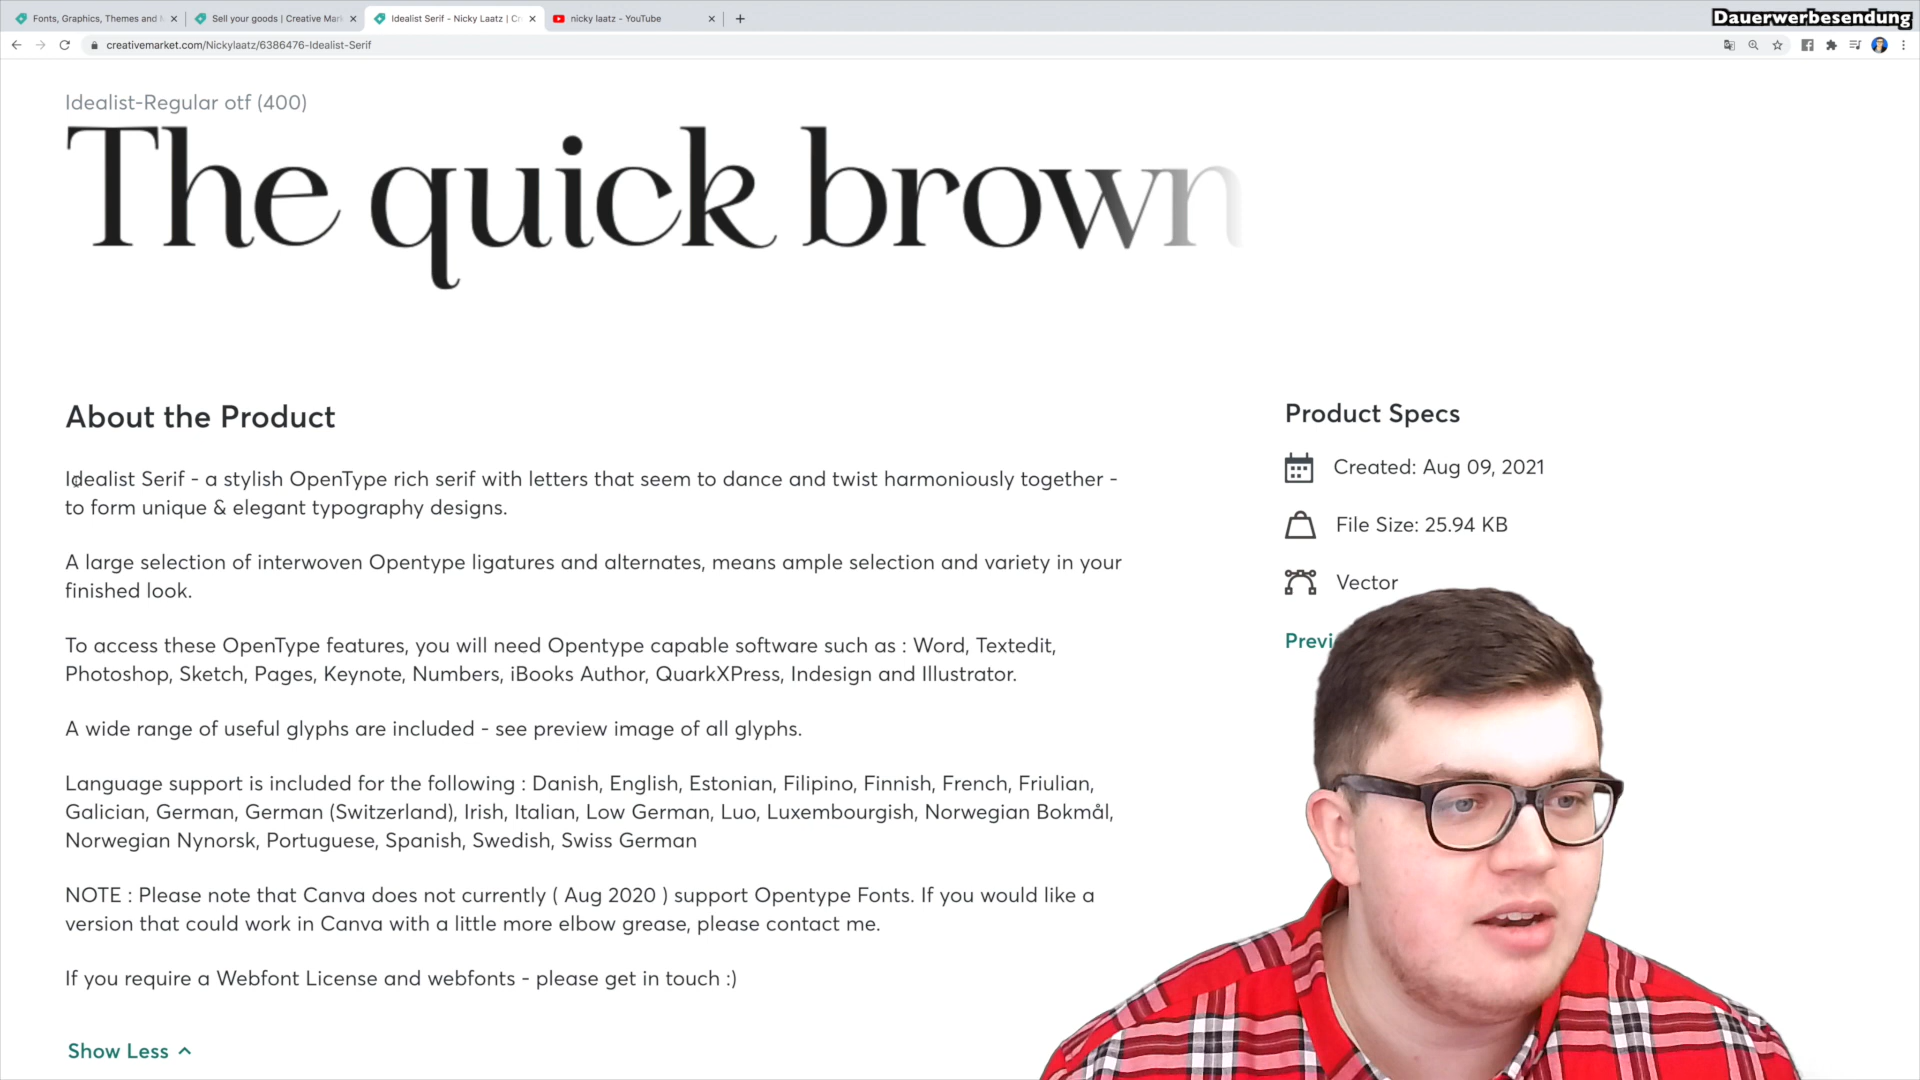 Fonts, Graphics, Themes and
Sell your goods | Creative Mar
Idealist Serif - Nicky Laatz | Cr
nicky laatz - YouTube
Dauerwerbesendung
creativemarket.com/Nickylaatz/6386476-Idealist-Serif
Idealist-Regular otf (400)
The quick brown
About the Product
Idealist Serif - a stylish OpenType rich serif with letters that seem to dance and twist harmoniously together -
to form unique & elegant typography designs.
A large selection of interwoven Opentype ligatures and alternates, means ample selection and variety in your
finished look.
To access these OpenType features, you will need Opentype capable software such as : Word, Textedit,
Photoshop, Sketch, Pages, Keynote, Numbers, iBooks Author, QuarkXPress, Indesign and Illustrator.
A wide range of useful glyphs are included - see preview image of all glyphs.
Language support is included for the following : Danish, English, Estonian, Filipino, Finnish, French, Friulian,
Galician, German, German (Switzerland), Irish, Italian, Low German, Luo, Luxembourgish, Norwegian Bokmål,
Norwegian Nynorsk, Portuguese, Spanish, Swedish, Swiss German
NOTE : Please note that Canva does not currently ( Aug 2020 ) support Opentype Fonts. If you would like a
version that could work in Canva with a little more elbow grease, please contact me.
If you require a Webfont License and webfonts - please get in touch :)
Show Less
Product Specs
Created: Aug 09, 2021
File Size: 25.94 KB
Vector
Previ